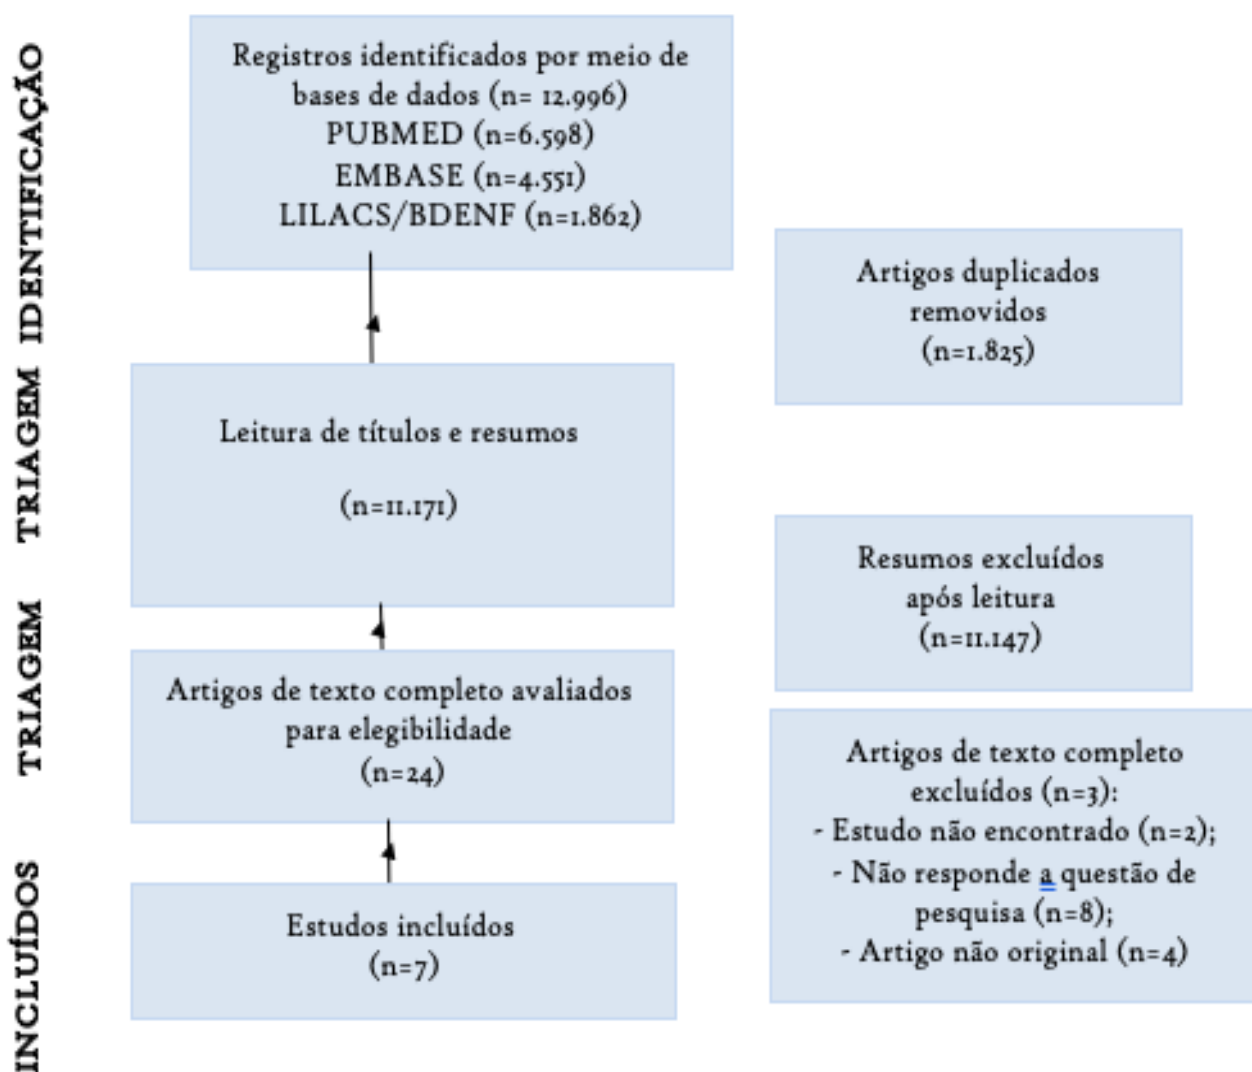 IDENTIFICAÇÃO
Registros identificados por meio de
bases de dados (n= 12.996)
PUBMED (n=6.598)
EMBASE (n=4.551)
LILACS/BDENF (n=1.862)
Artigos duplicados
removidos
(n=1.825)
TRIAGEM
Leitura de títulos e resumos
(n=11.171)
Resumos excluídos
após leitura
(n=11.147)
TRIAGEM
Artigos de texto completo avaliados
para elegibilidade
(n=24)
Artigos de texto completo
excluídos (n=3):
- Estudo não encontrado (n=2);
- Não responde a questão de
pesquisa (n=8);
- Artigo não original (n=4)
INCLUÍDOS
Estudos incluídos
(n=7)